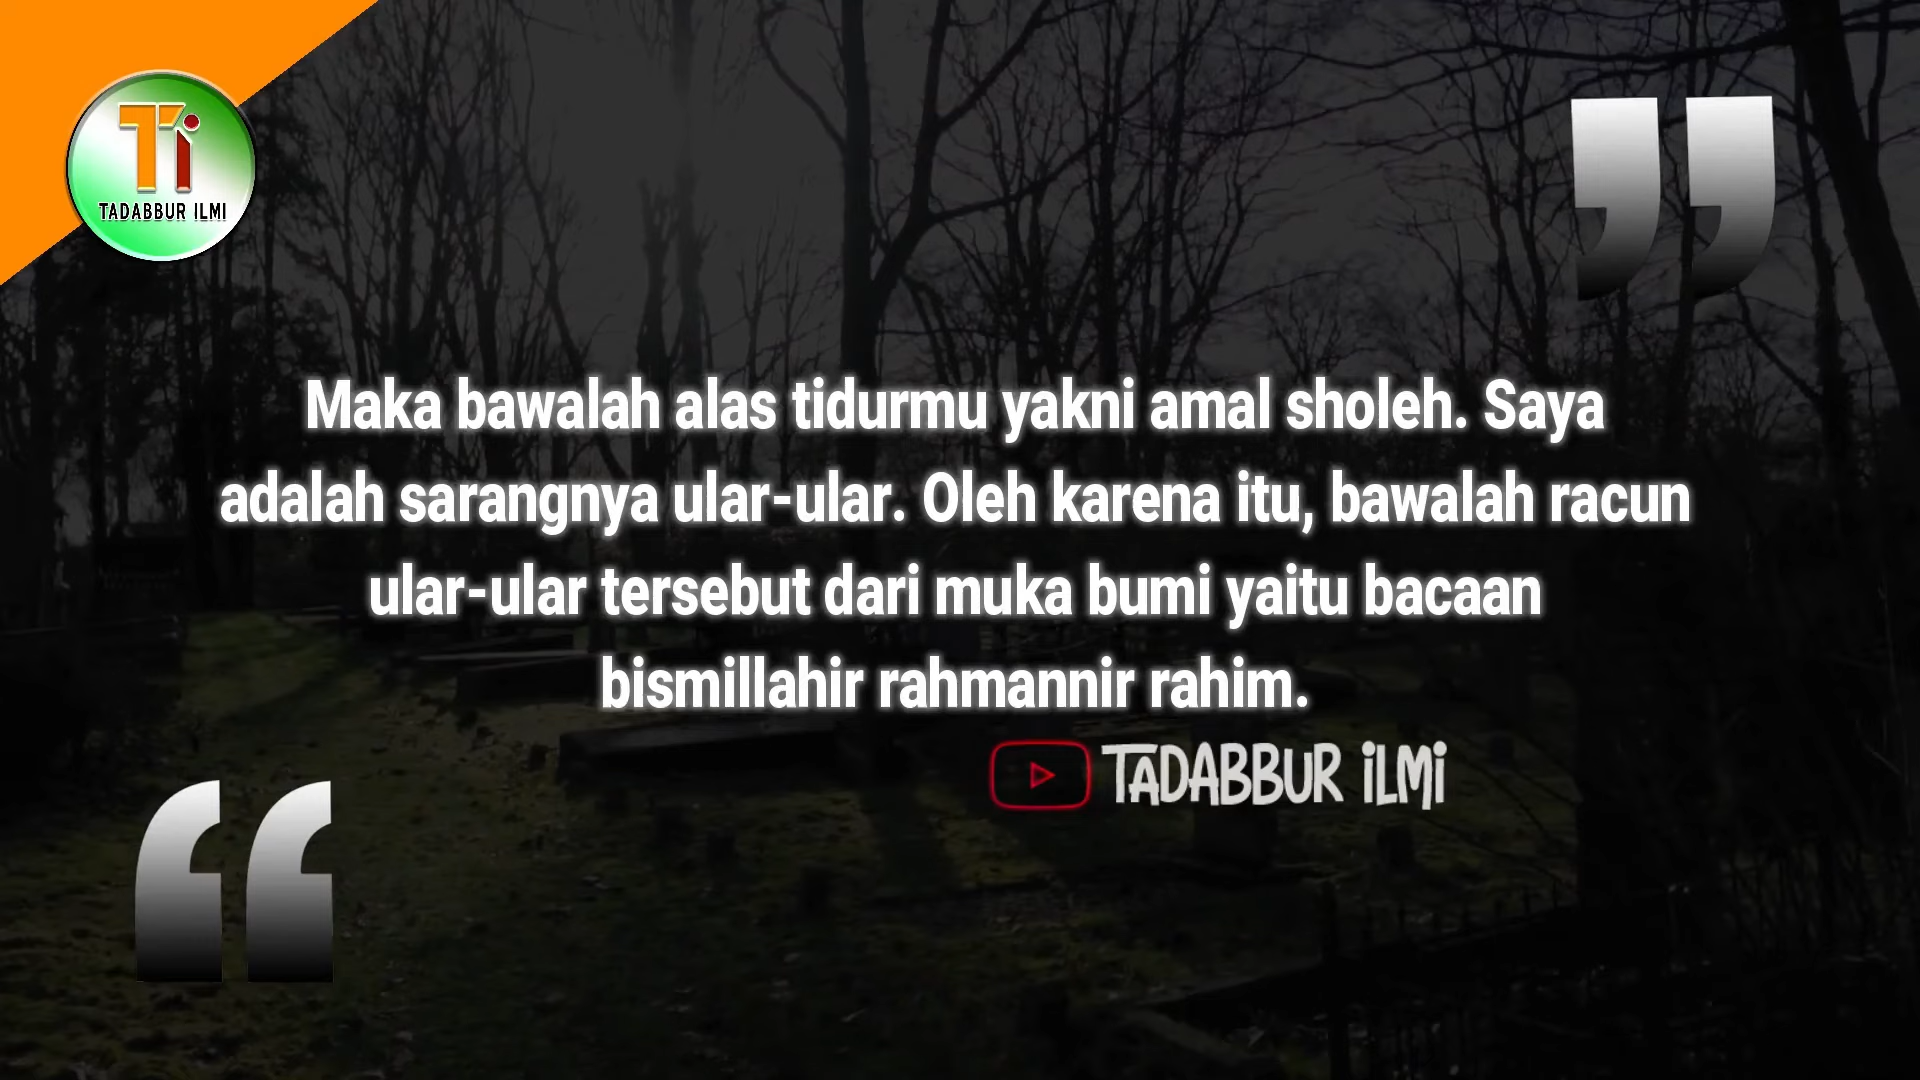 Ti
TADABBUR ILMI
Maka bawalah alas tidurmu yakni amal sholeh. Saya
adalah sarangnya ular-ular. Oleh karena itu, bawalah racun
ular-ular tersebut dari muka bumi yaitu bacaan
bismillahir rahmannir rahim.
TADABBUR iLMi